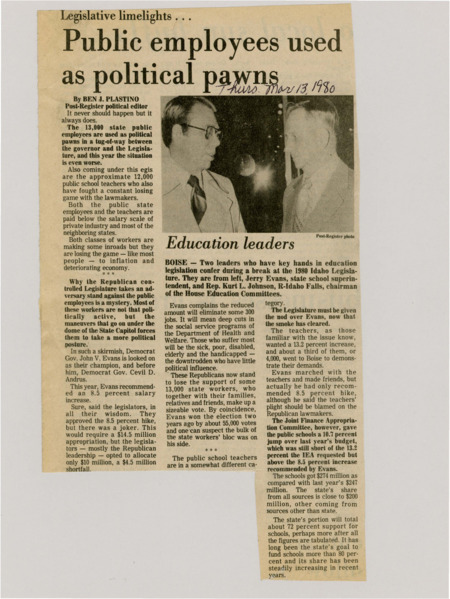 Legislative limelights . . .
Public employees used
as political pawns
Thurs. Mar 13 1980
By BEN J. PLASTINO
Post-Register political editor
It never should happen but it
always does.
The 13,000 state public
employees are used as political
pawns in a tug-of-way between
the governor and the Legisla-
ture, and this year the situation
is even worse.
Also coming under this egis
are the approximate 12,000
public school teachers who also
have fought a constant losing
game with the lawmakers.
Both the public state
employees and the teachers are
paid below the salary scale of
private industry and most of the
neighboring states.
Both classes of workers are
making some inroads but they
are losing the game — like most
people — to inflation and
deteriorating economy.
* * *
Why the Republican con-
trolled Legislature takes an ad-
versary stand against the public
employees is a mystery. Most of
these workers are not that poli-
tically active, but the
maneuvers that go on under the
dome of the State Capitol forces
them to take a more political
posture.
In such a skirmish, Democrat
Gov. John V. Evans is looked on
as their champion, and before
him, Democrat Gov. Cevil D.
Andrus.
This year, Evans recommend-
ed an 8.5 percent salary
increase.
Sure, said the legislators, in
all their wisdom. They
approved the 8.5 percent hike,
but there was a joker. This
would require a $14.5 million
appropriation, but the legisla-
tors — mostly the Republican
leadership — opted to allocate
only $10 million, a $4.5 million
shortfall.
Post-Register photo
Education leaders
BOISE — Two leaders who have key hands in education
legislation confer during a break at the 1980 Idaho Legisla-
ture. They are from left, Jerry Evans, state school superin-
tendent, and Rep. Kurt L. Johnson, R-Idaho Falls, chairman
of the House Education Committees.
Evans complains the reduced
amount will eliminate some 300
jobs. It will mean deep cuts in
the social service programs of
the Department of Health and
Welfare. Those who suffer most
will be the sick, poor, disabled,
elderly and the handicapped —
the downtrodden who have little
political influence.
These Republicans now stand
to lose the support of some
13,000 state workers, who
together with their families,
relatives and friends, make up a
sizeable vote. By coincidence,
Evans won the election two
years ago by about 55,000 votes
and one can suspect the bulk of
the state workers' bloc was on
his side.
* * *
The public school teachers
are in a somewhat different ca-
tegory.
The Legislature must be given
the nod over Evans, now that
the smoke has cleared.
The teachers, as those
familiar with the issue know,
wanted a 13.2 percent increase,
and about a third of them, or
4,000, went to Boise to demon-
strate their demands.
Evans marched with the
teachers and made friends, but
actually he had only recom-
mended 8.5 percent hike,
although he said the teachers'
plight should be blamed on the
Republican lawmakers.
The Joint Finance Appropria-
tion Committee, however, gave
the public schools a 10.7 percent
jump over last year's budget,
which was still short of the 13.2
percent the IEA requested but
above the 8.5 percent increase
recommended by Evans.
The schools got $274 million as
compared with last year's $247
million. The state's share
from all sources is close to $200
million, other coming from
sources other than state.
The state's portion will total
about 72 percent support for
schools, perhaps more after all
the figures are tabulated. It has
long been the state's goal to
fund schools more than 80 per-
cent and its share has been
steadily increasing in recent
years.